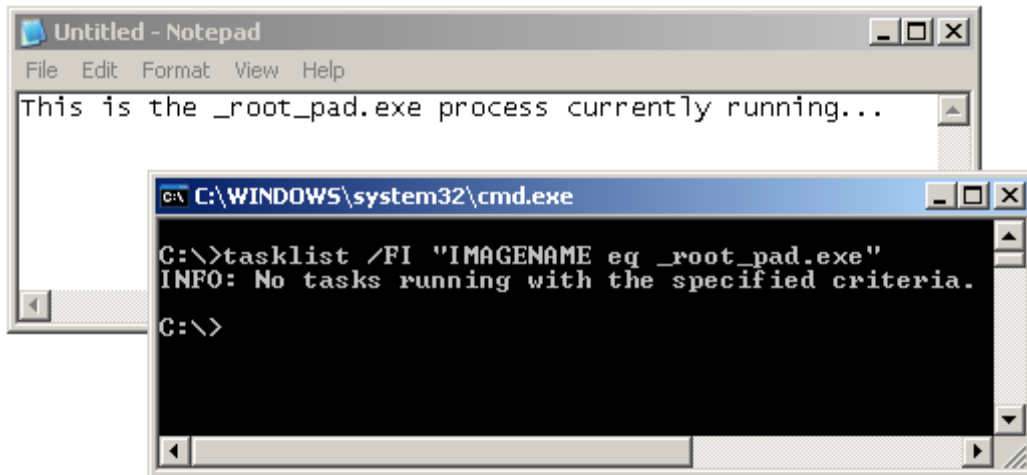 Untitled - Notepad
File Edit Format View Help
This is the _root_pad.exe process currently running...
C:\WINDOWS\system32\cmd.exe
C:\>tasklist /FI "IMAGENAME eq _root_pad.exe"
INFO: No tasks running with the specified criteria.
C:\>